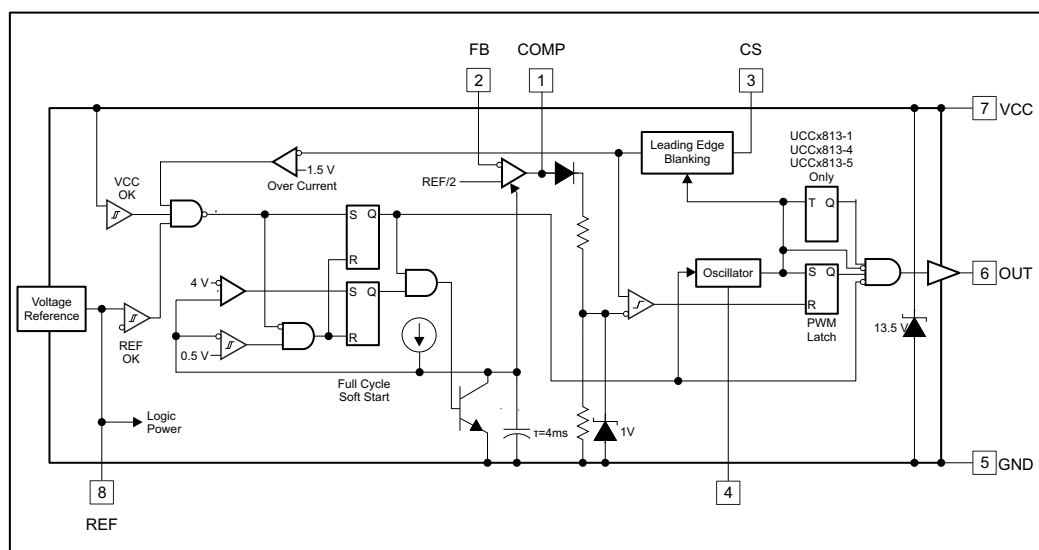 FB
COMP
CS
2
1
3
7
VCC
UCCx813-1
UCCx813-4
UCCx813-5
Only
Leading Edge
Blanking
1.5 V
Over Current
REF/2
VCC
OK
T Q
S Q
R
4 V
S Q
R
0.5 V
Oscillator
S Q
R
PWM
Latch
6
OUT
Voltage
Reference
REF
OK
13.5 V
Full Cycle
Soft Start
Logic
Power
τ=4ms
1V
5
GND
8
REF
4